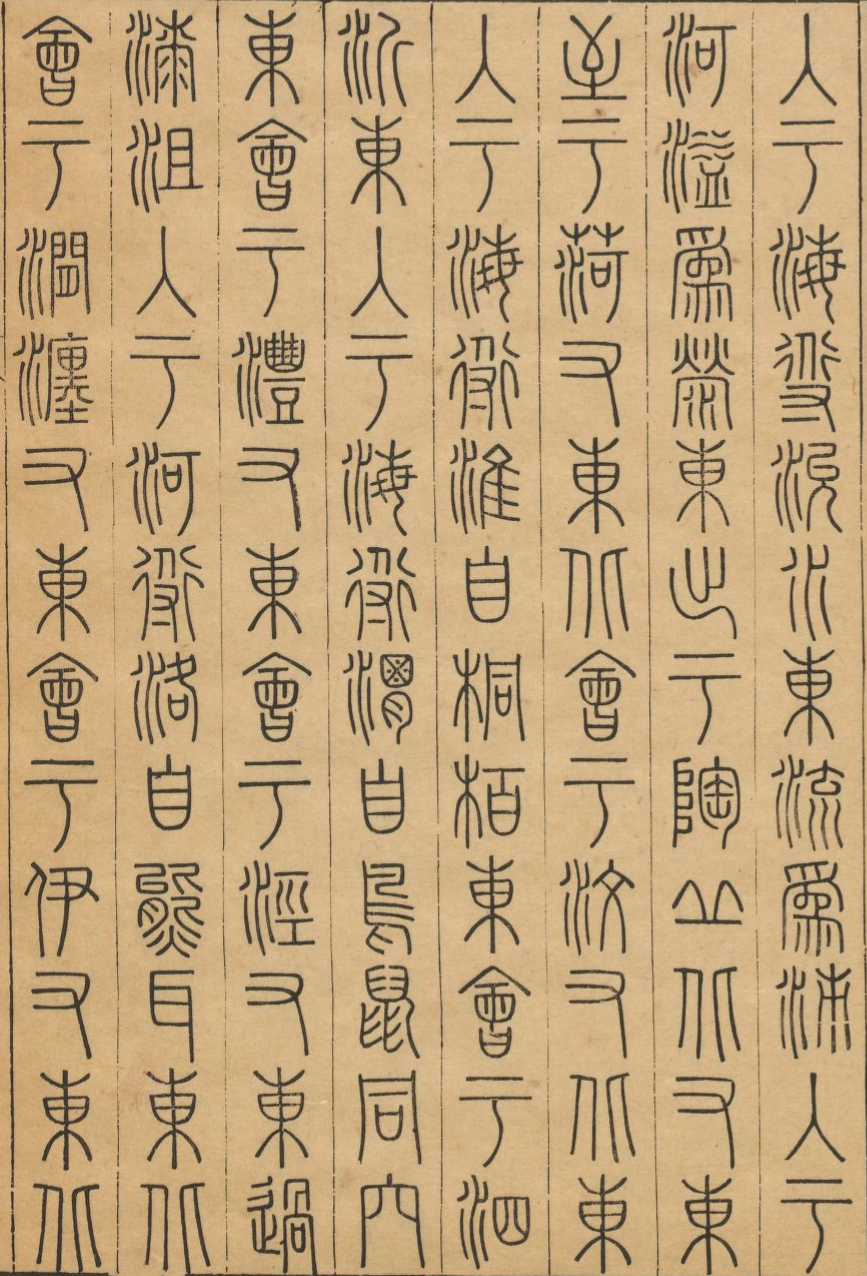 入于海導沇水東流為泲入于
河溢為滎東出于陶丘北又東
至于菏又東北會于汶又北東
入于海導淮自桐柏東會于泗
沂東入于海導渭自鳥鼠同穴
東會于灃又東會于涇又東過
漆沮入于河導洛自熊耳東北
會于澗瀍又東會于伊又東北